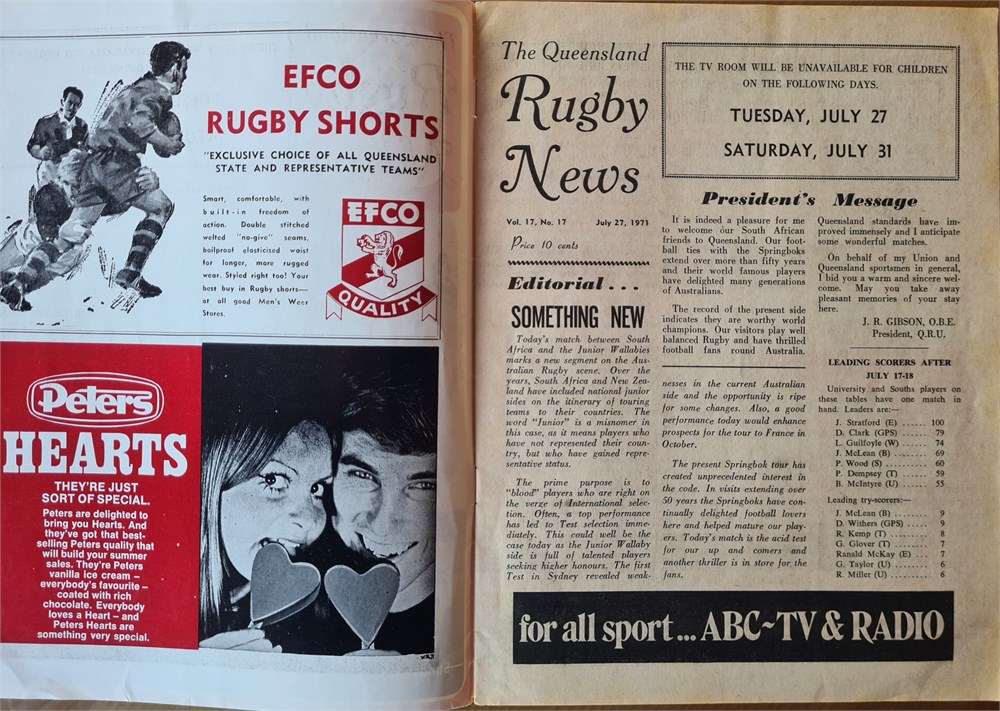 EFCO
RUGBY SHORTS
"EXCLUSIVE CHOICE OF ALL QUEENSLAND
STATE AND REPRESENTATIVE TEAMS"
Smart, comfortable, with
built-in freedom of
action. Double stitched
welted "no-give" seams,
boilproof elasticised waist
for longer, more rugged
wear. Styled right too! Your
best buy in Rugby shorts—
at all good Men's Wear
Stores.
EFCO
QUALITY
Peters
HEARTS
THEY'RE JUST
SORT OF SPECIAL.
Peters are delighted to
bring you Hearts. And
they've got that best-
selling Peters quality that
will build your summer
sales. They're Peters
vanilla ice cream –
everybody's favourite –
coated with rich
chocolate. Everybody
loves a Heart – and
Peters Hearts are
something very special.
The Queensland
Rugby
News
Vol. 17, No. 17 July 27, 1971
Price 10 cents
THE TV ROOM WILL BE UNAVAILABLE FOR CHILDREN
ON THE FOLLOWING DAYS.
TUESDAY, JULY 27
SATURDAY, JULY 31
Editorial . . .
SOMETHING NEW
Today's match between South
Africa and the Junior Wallabies
marks a new segment on the Aus-
tralian Rugby scene. Over the
years, South Africa and New Zea-
land have included national junior
sides on the itinerary of touring
teams to their countries. The
word "Junior" is a misnomer in
this case, as it means players who
have not represented their coun-
try, but who have gained repre-
sentative status.
The prime purpose is to
"blood" players who are right on
the verge of International selec-
tion. Often, a top performance
has led to Test selection imme-
diately. This could well be the
case today as the Junior Wallaby
side is full of talented players
seeking higher honours. The first
Test in Sydney revealed weak-
nesses in the current Australian
side and the opportunity is ripe
for some changes. Also, a good
performance today would enhance
prospects for the tour to France in
October.
The present Springbok tour has
created unprecedented interest in
the code. In visits extending over
50 years the Springboks have con-
tinually delighted football lovers
here and helped mature our play-
ers. Today's match is the acid test
for our up and comers and
another thriller is in store for the
fans.
President's Message
It is indeed a pleasure for me
to welcome our South African
friends to Queensland. Our foot-
ball ties with the Springboks
extend over more than fifty years
and their world famous players
have delighted many generations
of Australians.
The record of the present side
indicates they are worthy world
champions. Our visitors play well
balanced Rugby and have thrilled
football fans round Australia.
Queensland standards have im-
proved immensely and I anticipate
some wonderful matches.
On behalf of my Union and
Queensland sportsmen in general,
I bid you a warm and sincere wel-
come. May you take away
pleasant memories of your stay
here.
J. R. GIBSON, O.B.E.
President, Q.R.U.
LEADING SCORERS AFTER
JULY 17-18
University and Souths players on
these tables have one match in
hand. Leaders are:—
J. Stratford (E) ...... 100
D. Clark (GPS) ...... 79
L. Guilfoyle (W) ...... 74
J. McLean (B) ...... 69
P. Wood (S) ...... 60
P. Dempsey (T) ...... 59
B. McIntyre (U) ...... 55
Leading try-scorers:—
J. McLean (B) ...... 9
D. Withers (GPS) ...... 9
R. Kemp (T) ...... 8
G. Glover (T) ...... 7
Ranald McKay (E) ... 7
G. Taylor (U) ...... 6
R. Miller (U) ...... 6
for all sport... ABC~TV & RADIO